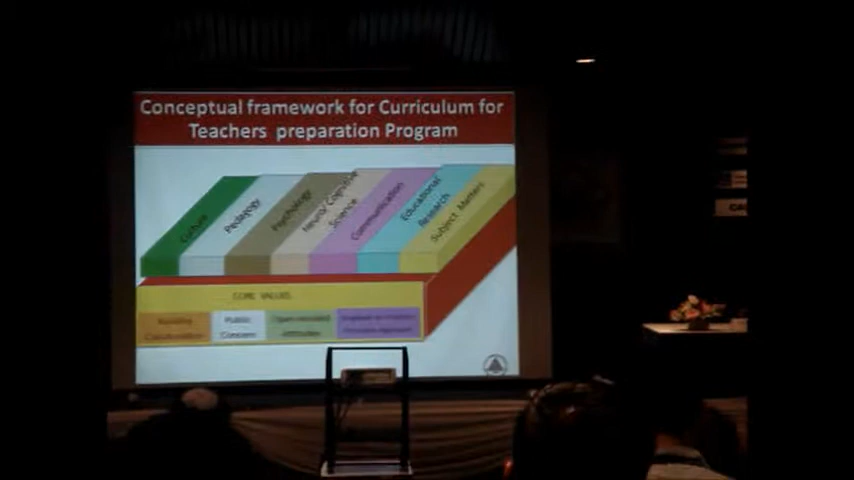 Conceptual framework for Curriculum for
Teachers preparation Program
Culture
Pedagogy
Psychology
Neuro/ Cognitive
Science
Communication
Educational
Research
Subject Matters
CORE VALUES
Public
Concern
Attitudes